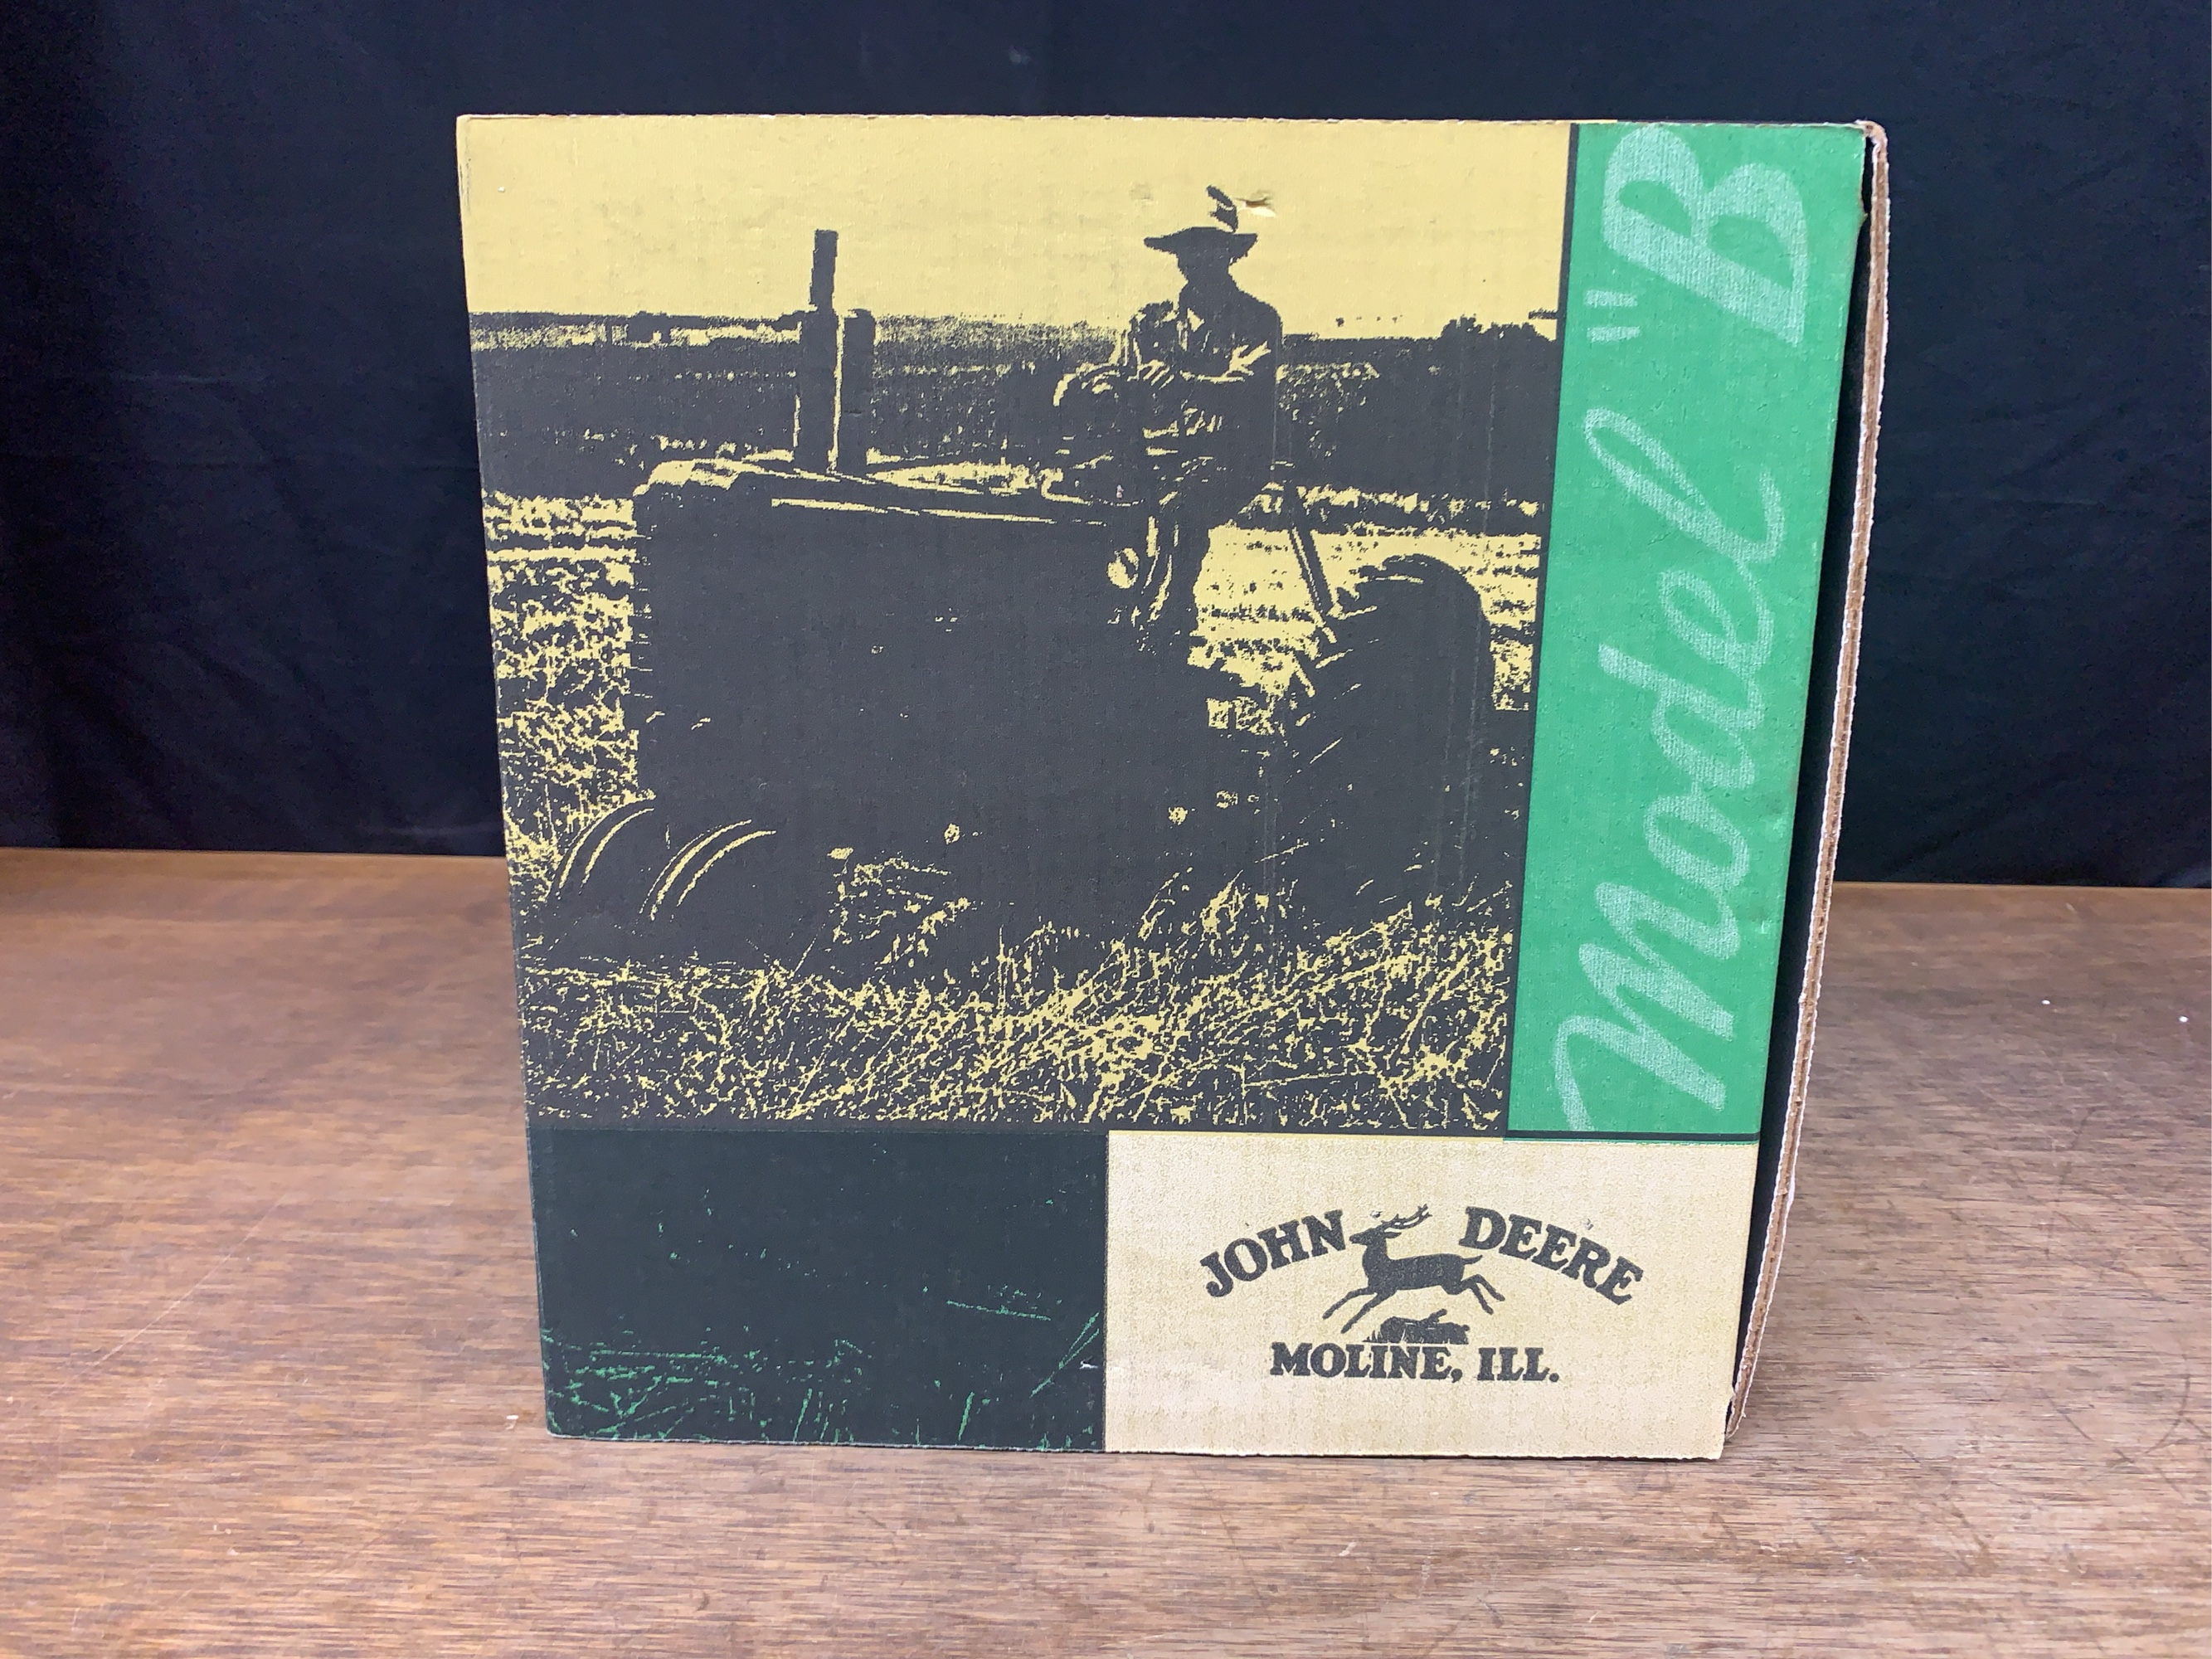 Model "B
JOHN DEERE
MOLINE, ILL.